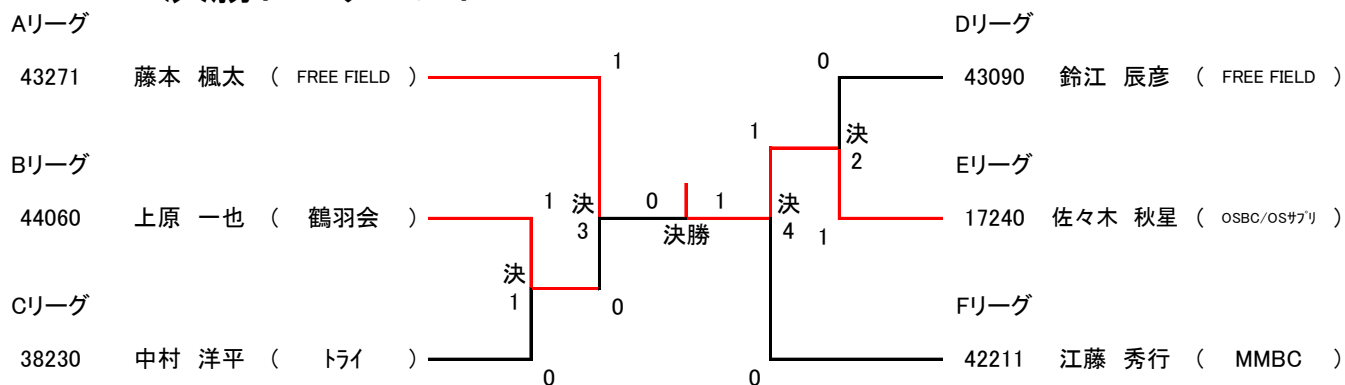 Aリーグ
43271 藤本 楓太 ( FREE FIELD )
Bリーグ
44060 上原 一也 ( 鶴羽会 )
Cリーグ
38230 中村 洋平 ( トライ )
1
1
決
3
決
1
0
0
0
1
決勝
Dリーグ
0
43090 鈴江 辰彦 ( FREE FIELD )
1
決
2
Eリーグ
決
4
1
17240 佐々木 秋星 ( OSBC/OSサプリ )
Fリーグ
0
42211 江藤 秀行 ( MMBC )